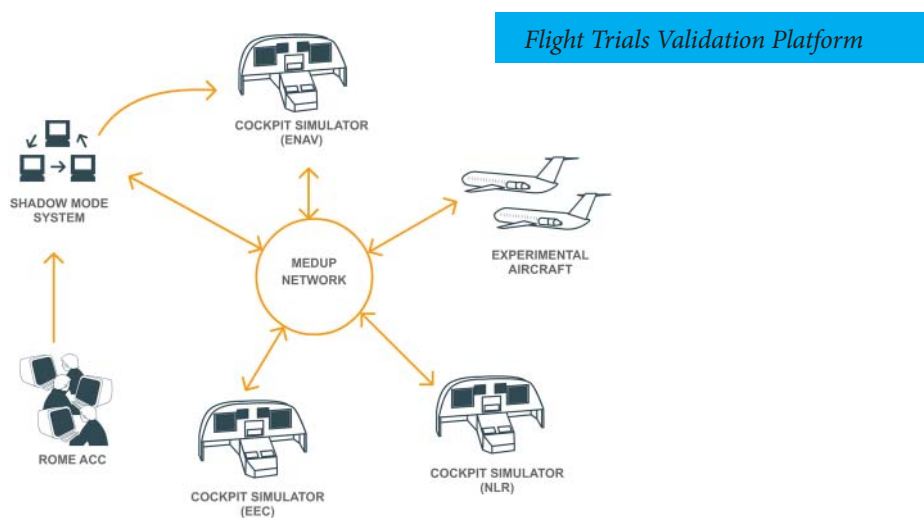 Flight Trials Validation Platform
COCKPIT SIMULATOR
(ENAV)
SHADOW MODE
SYSTEM
MEDUP
NETWORK
EXPERIMENTAL
AIRCRAFT
ROME ACC
COCKPIT SIMULATOR
(EEC)
COCKPIT SIMULATOR
(NLR)